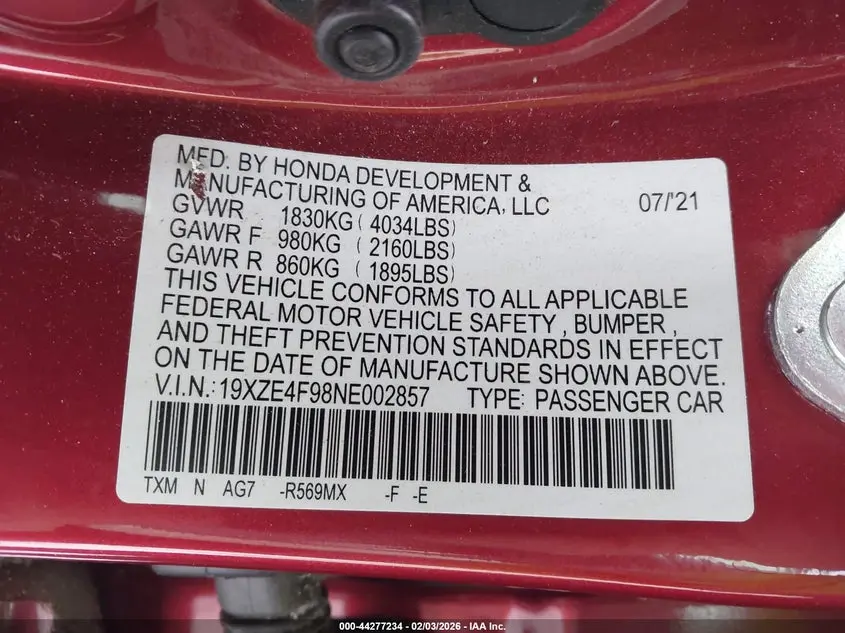 MFD. BY HONDA DEVELOPMENT &
MANUFACTURING OF AMERICA, LLC 07/'21
GVWR 1830KG ( 4034LBS)
GAWR F 980KG ( 2160LBS)
GAWR R 860KG ( 1895LBS)
THIS VEHICLE CONFORMS TO ALL APPLICABLE
FEDERAL MOTOR VEHICLE SAFETY , BUMPER ,
AND THEFT PREVENTION STANDARDS IN EFFECT
ON THE DATE OF MANUFACTURE SHOWN ABOVE.
V.I.N.: 19XZE4F98NE002857 TYPE: PASSENGER CAR
TXM N AG7 -R569MX -F -E
000-44277234 | 02/03/2026 - IAA Inc.